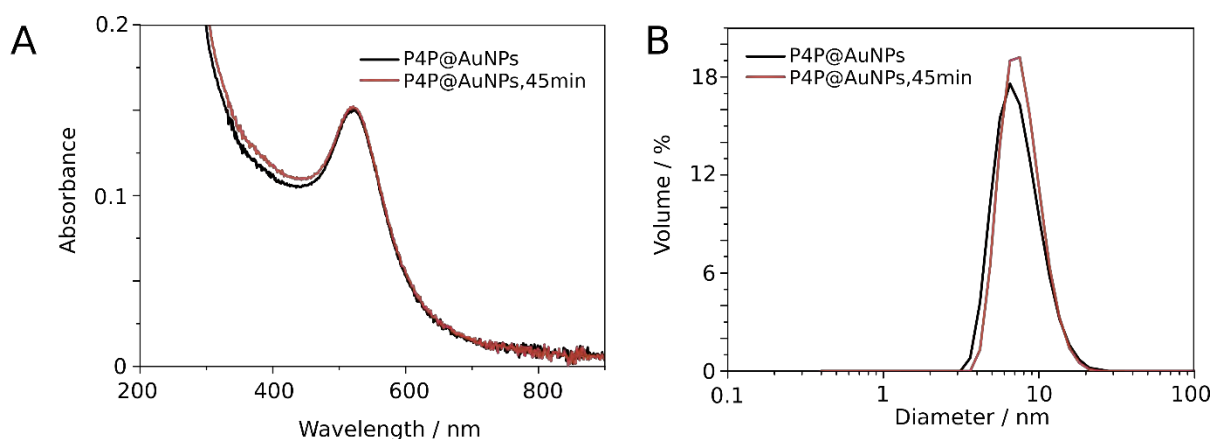 A
0.2
P4P@AuNPs
P4P@AuNPs,45min
Absorbance
0.1
0
200
400
600
800
Wavelength / nm
B
P4P@AuNPs
P4P@AuNPs,45min
18
Volume / %
12
6
0
0.1
1
10
100
Diameter / nm